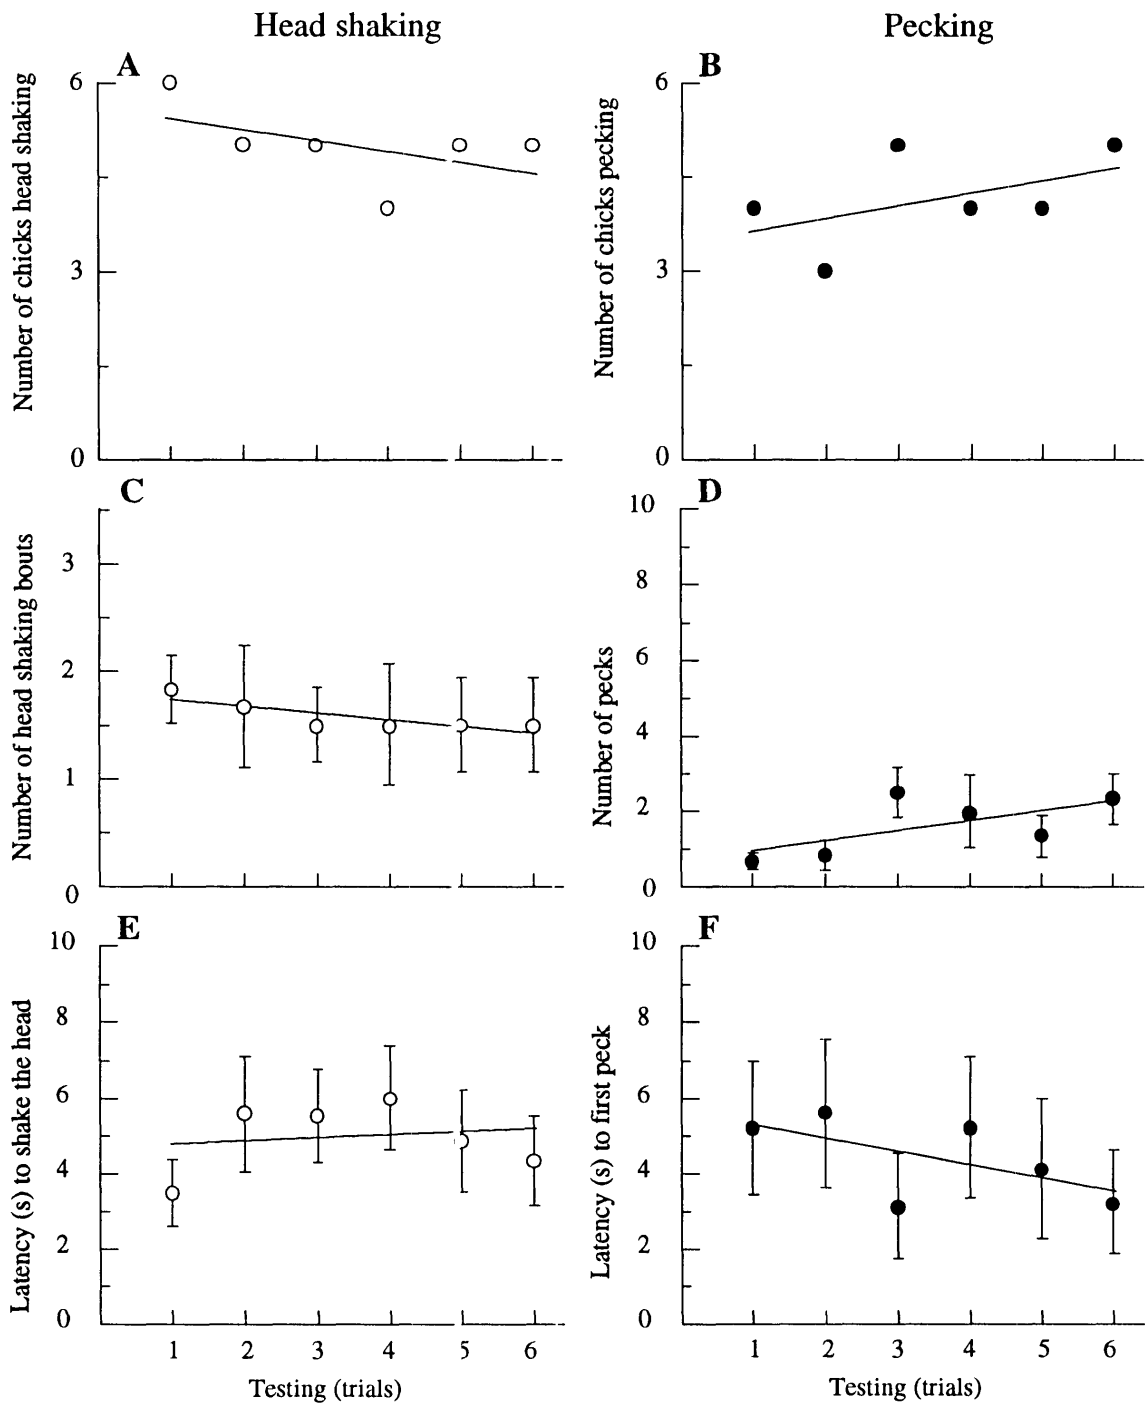 Head shaking
Pecking
A
Number of chicks head shaking
6
3
0
B
Number of chicks pecking
6
3
0
C
Number of head shaking bouts
3
2
1
0
D
Number of pecks
10
8
6
4
2
0
E
Latency (s) to shake the head
10
8
6
4
2
0
1 2 3 4 5 6
Testing (trials)
F
Latency (s) to first peck
10
8
6
4
2
0
1 2 3 4 5 6
Testing (trials)